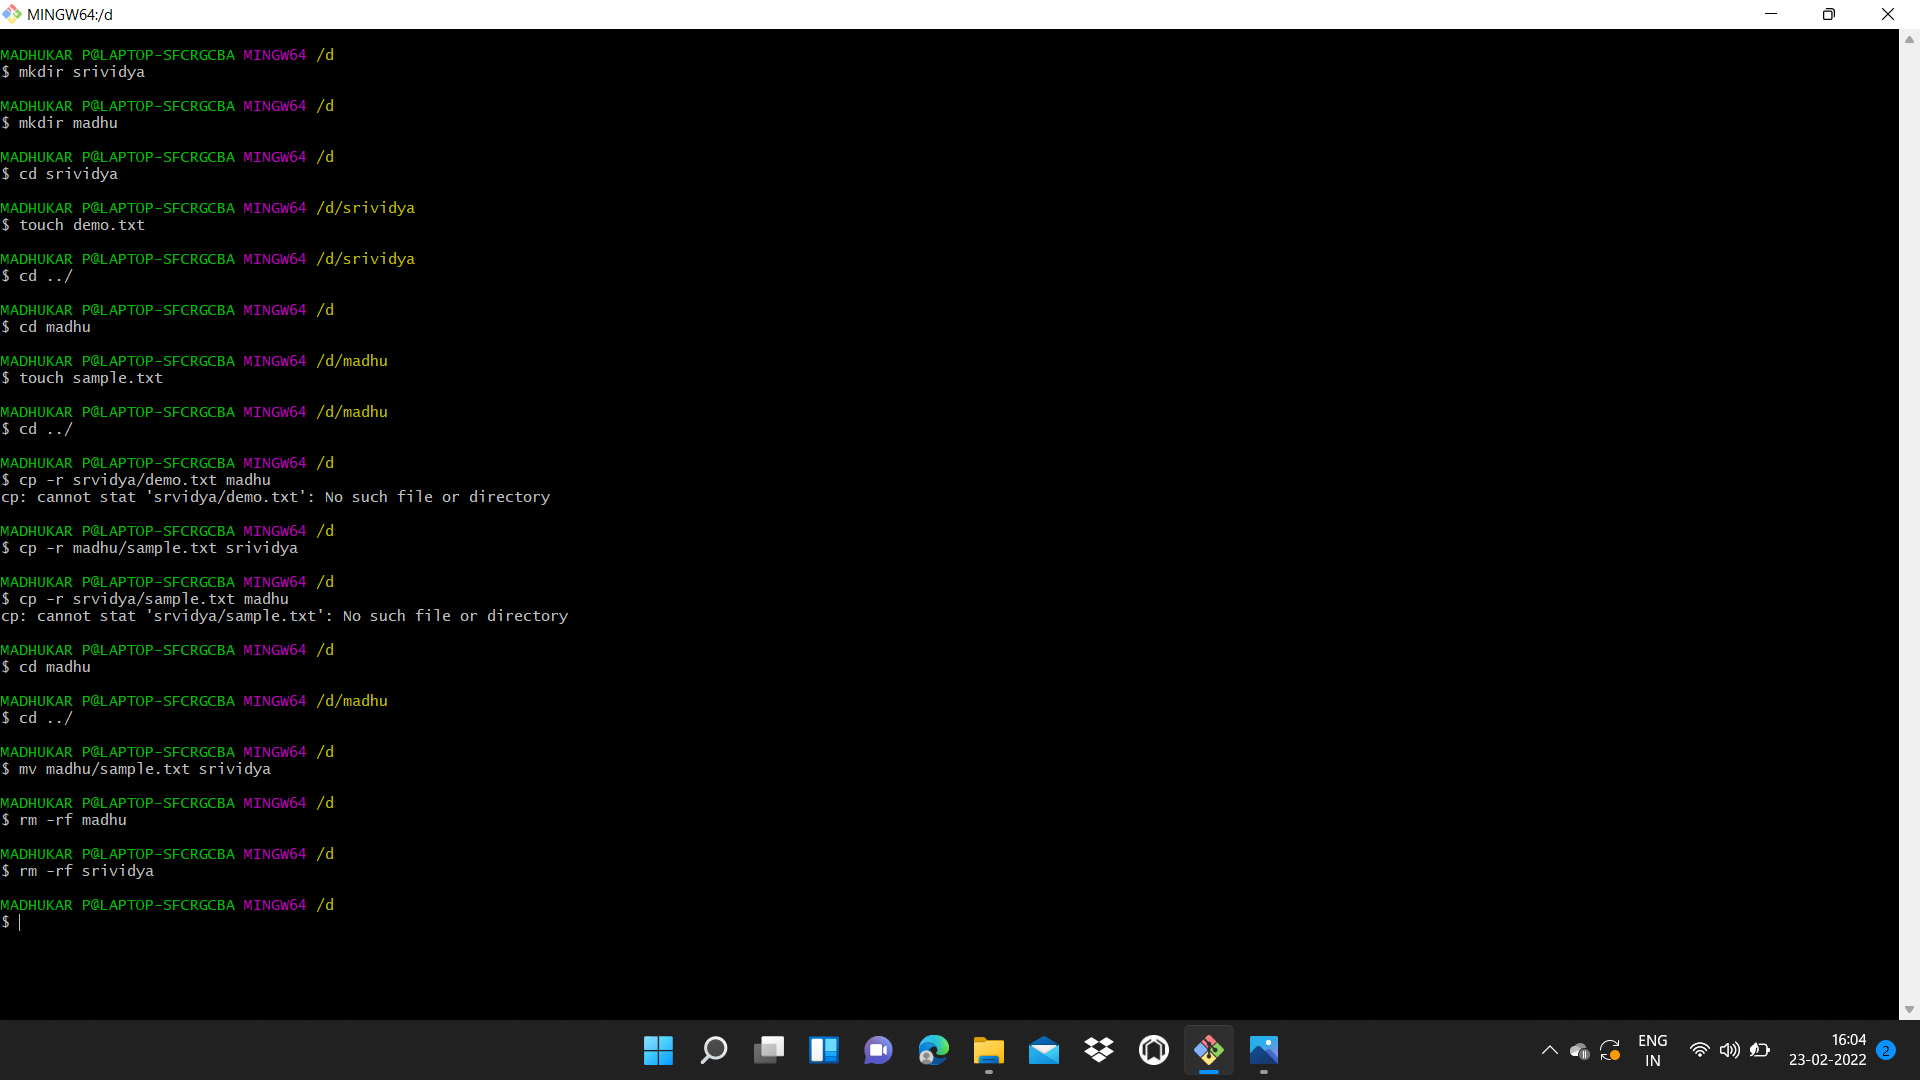 MINGW64:/d
MADHUKAR P@LAPTOP-SFCRGCBA MINGW64 /d
$ mkdir srividya
MADHUKAR P@LAPTOP-SFCRGCBA MINGW64 /d
$ mkdir madhu
MADHUKAR P@LAPTOP-SFCRGCBA MINGW64 /d
$ cd srividya
MADHUKAR P@LAPTOP-SFCRGCBA MINGW64 /d/srividya
$ touch demo.txt
MADHUKAR P@LAPTOP-SFCRGCBA MINGW64 /d/srividya
$ cd ../
MADHUKAR P@LAPTOP-SFCRGCBA MINGW64 /d
$ cd madhu
MADHUKAR P@LAPTOP-SFCRGCBA MINGW64 /d/madhu
$ touch sample.txt
MADHUKAR P@LAPTOP-SFCRGCBA MINGW64 /d/madhu
$ cd ../
MADHUKAR P@LAPTOP-SFCRGCBA MINGW64 /d
$ cp -r srvidya/demo.txt madhu
cp: cannot stat 'srvidya/demo.txt': No such file or directory
MADHUKAR P@LAPTOP-SFCRGCBA MINGW64 /d
$ cp -r madhu/sample.txt srividya
MADHUKAR P@LAPTOP-SFCRGCBA MINGW64 /d
$ cp -r srvidya/sample.txt madhu
cp: cannot stat 'srvidya/sample.txt': No such file or directory
MADHUKAR P@LAPTOP-SFCRGCBA MINGW64 /d
$ cd madhu
MADHUKAR P@LAPTOP-SFCRGCBA MINGW64 /d/madhu
$ cd ../
MADHUKAR P@LAPTOP-SFCRGCBA MINGW64 /d
$ mv madhu/sample.txt srividya
MADHUKAR P@LAPTOP-SFCRGCBA MINGW64 /d
$ rm -rf madhu
MADHUKAR P@LAPTOP-SFCRGCBA MINGW64 /d
$ rm -rf srividya
MADHUKAR P@LAPTOP-SFCRGCBA MINGW64 /d
$
ENG
IN
16:04
23-02-2022
2